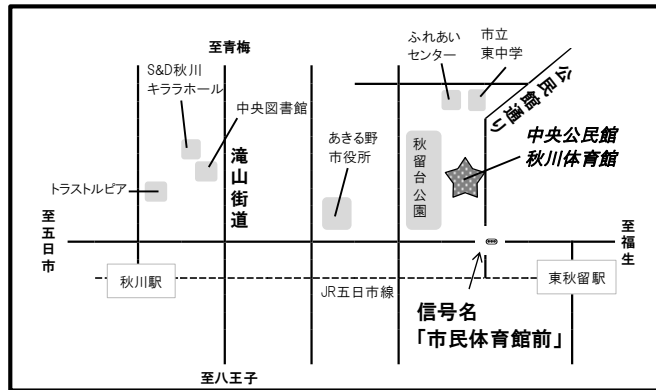 至青梅
ふれあい
センター
市立
東中学
公民館通り
S&D秋川
キララホール
中央図書館
滝山街道
あきる野
市役所
秋留台公園
中央公民館
秋川体育館
トラストルピア
至五日市
至福生
秋川駅
JR五日市線
東秋留駅
信号名
「市民体育館前」
至八王子